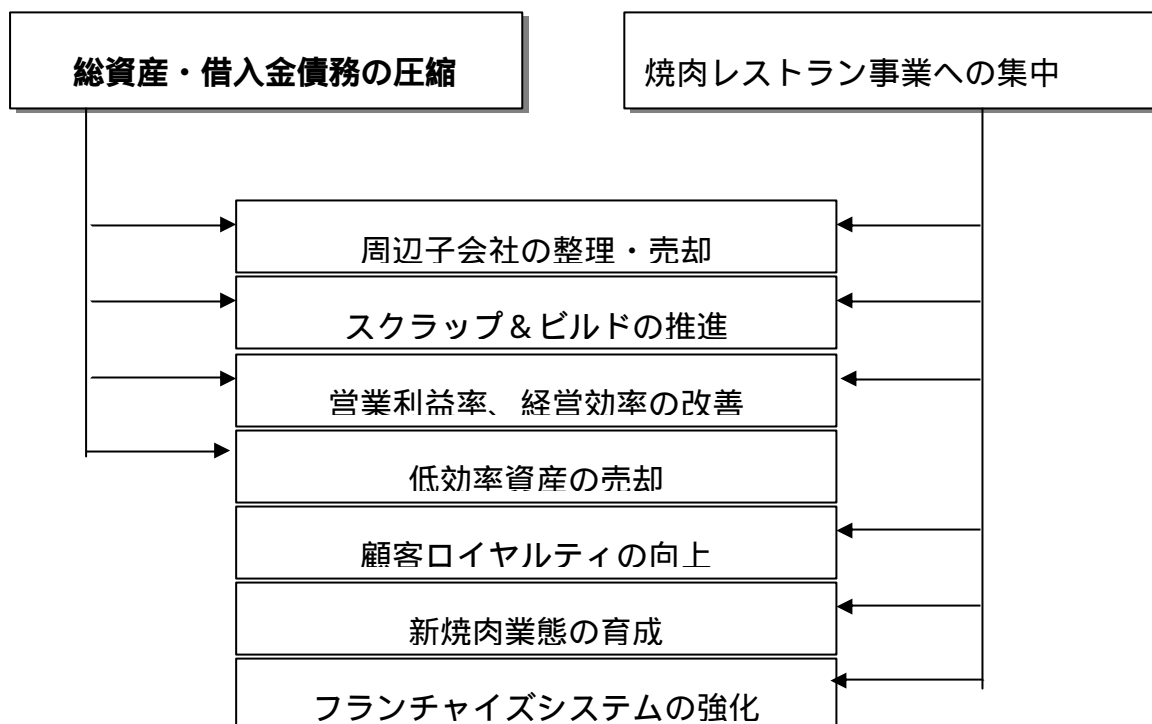 総資産・借入金債務の圧縮
焼肉レストラン事業への集中
周辺子会社の整理・売却
スクラップ＆ビルドの推進
営業利益率、経営効率の改善
低効率資産の売却
顧客ロイヤルティの向上
新焼肉業態の育成
フランチャイズシステムの強化